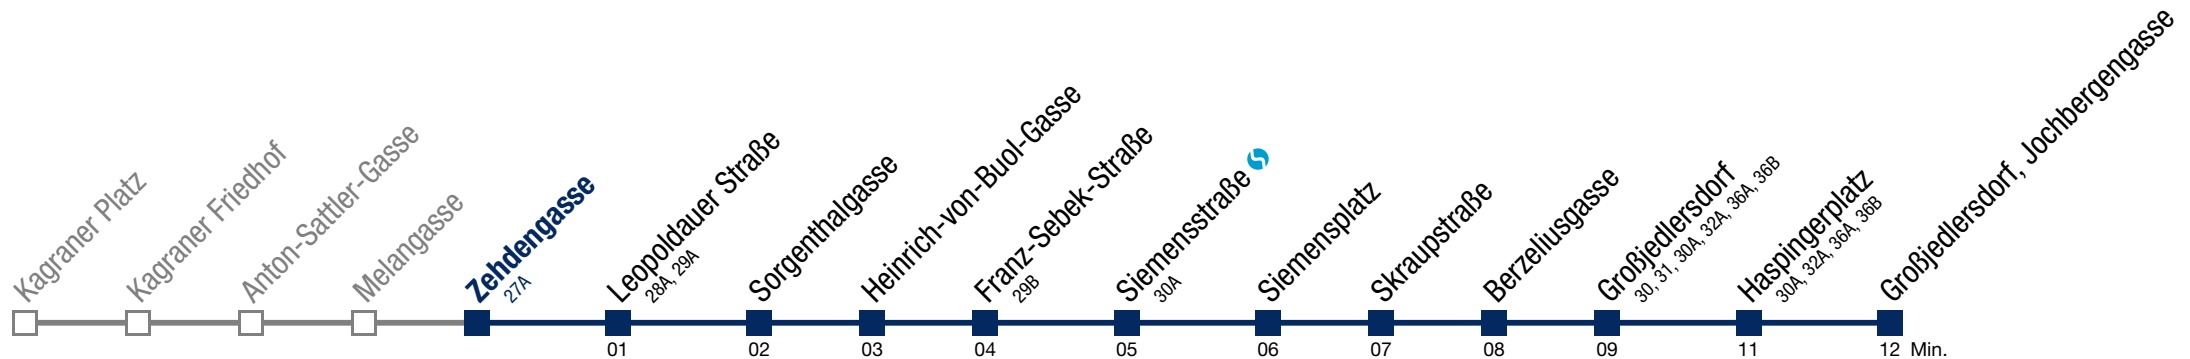 Kagraner Platz
Kagraner Friedhof
Anton-Sattler-Gasse
Melangasse
Zehdengasse
27A
Leopoldauer Straße
28A, 29A
01
Sorgenthalgasse
02
Heinrich-von-Buol-Gasse
03
Franz-Sebek-Straße
29B
04
Siemensstraße
30A
05
Siemensplatz
06
Skraupstraße
07
Berzeliusgasse
08
Großjedlersdorf
30, 31, 30A, 32A, 36A, 36B
09
Haspingerplatz
30A, 32A, 36A, 36B
11
Großjedlersdorf, Jochbergengasse
12 Min.